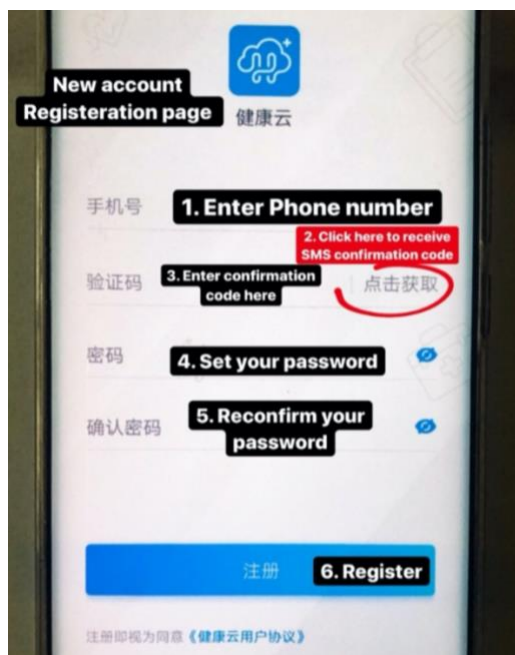 New account
Registeration page
健康云
手机号
1. Enter Phone number
2. Click here to receive
SMS confirmation code
验证码
3. Enter confirmation
code here
点击获取
密码
4. Set your password
确认密码
5. Reconfirm your
password
注册
6. Register
注册即视为同意《健康云用户协议》